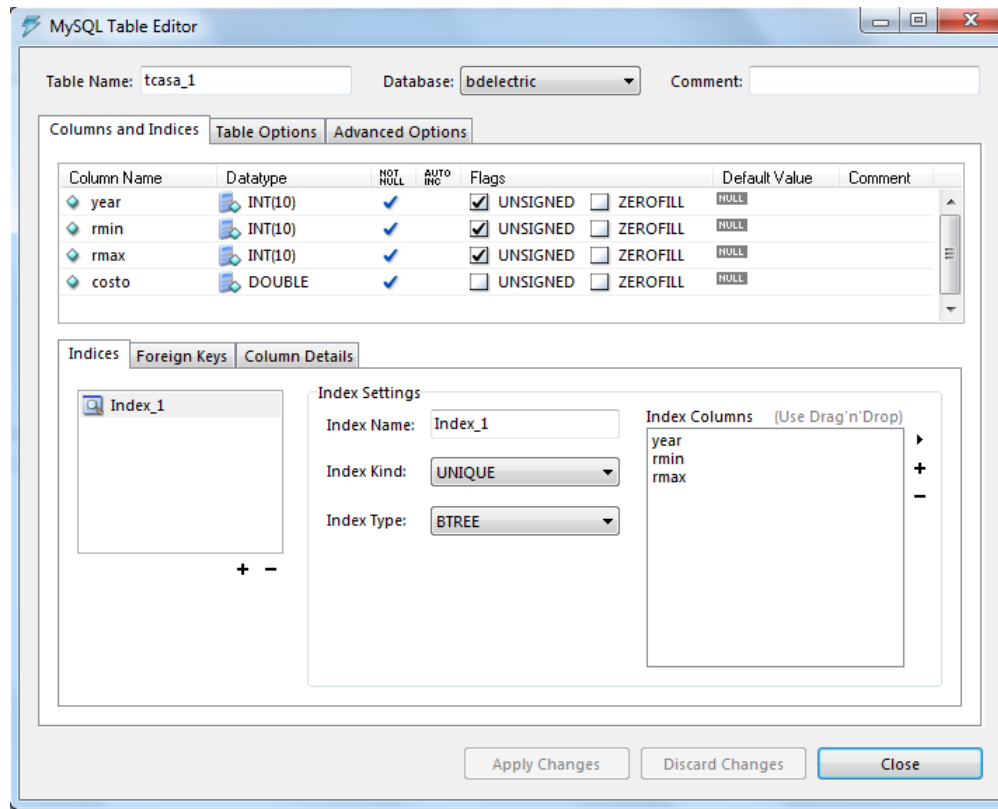 MySQL Table Editor
Table Name: tcasa_1 Database: bdelectric Comment:
Columns and Indices Table Options Advanced Options
Column Name Datatype NOT NULL AUTO INC Flags Default Value Comment
year INT(10) UNSIGNED ZEROFILL NULL
rmin INT(10) UNSIGNED ZEROFILL NULL
rmax INT(10) UNSIGNED ZEROFILL NULL
costo DOUBLE UNSIGNED ZEROFILL NULL
Indices Foreign Keys Column Details
Index_1
Index Settings
Index Name: Index_1
Index Kind: UNIQUE
Index Type: BTREE
Index Columns (Use Drag'n'Drop)
year
rmin
rmax
Apply Changes Discard Changes Close